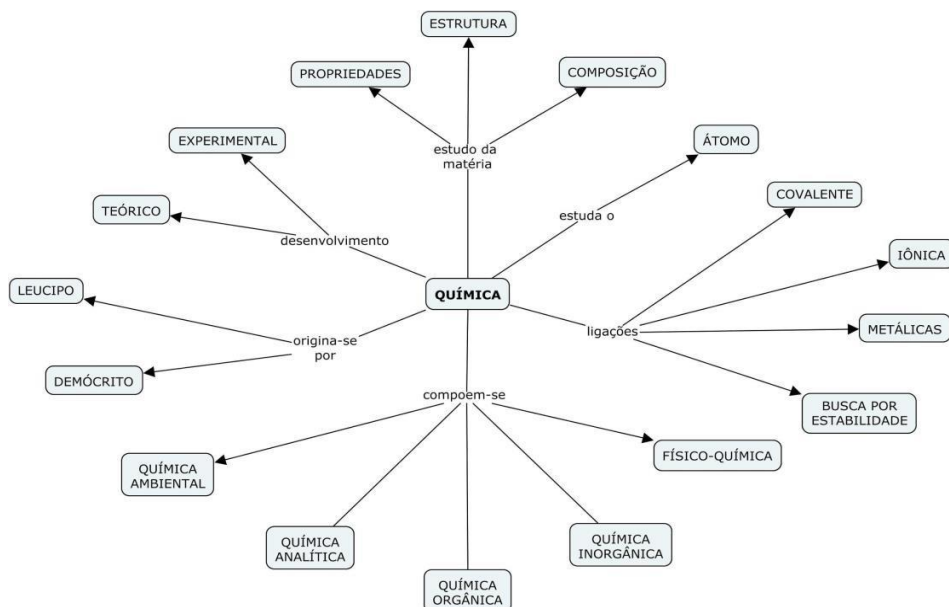 ESTRUTURA
PROPRIEDADES
COMPOSIÇÃO
EXPERIMENTAL
estudo da
matéria
ÁTOMO
TEÓRICO
COVALENTE
estuda o
desenvolvimento
IÔNICA
LEUCIPO
QUÍMICA
METÁLICAS
ligações
origina-se
por
DEMÓCRITO
compoem-se
BUSCA POR
ESTABILIDADE
FÍSICO-QUÍMICA
QUÍMICA
AMBIENTAL
QUÍMICA
ANALÍTICA
QUÍMICA
INORGÂNICA
QUÍMICA
ORGÂNICA